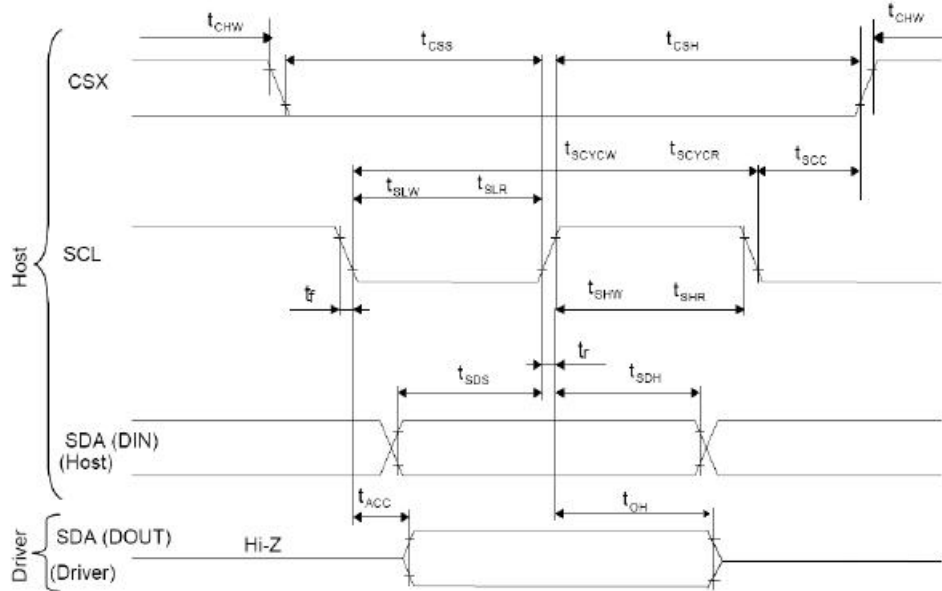 tCHW
tCHW
tCSS
tCSH
CSX
tSCYCW
tSCYCR
tSCC
tSLW
tSLR
Host
SCL
tf
tSHW
tSHR
tr
tSDS
tSDH
SDA (DIN)
(Host)
tACC
tOH
Driver
SDA (DOUT)
Hi-Z
(Driver)